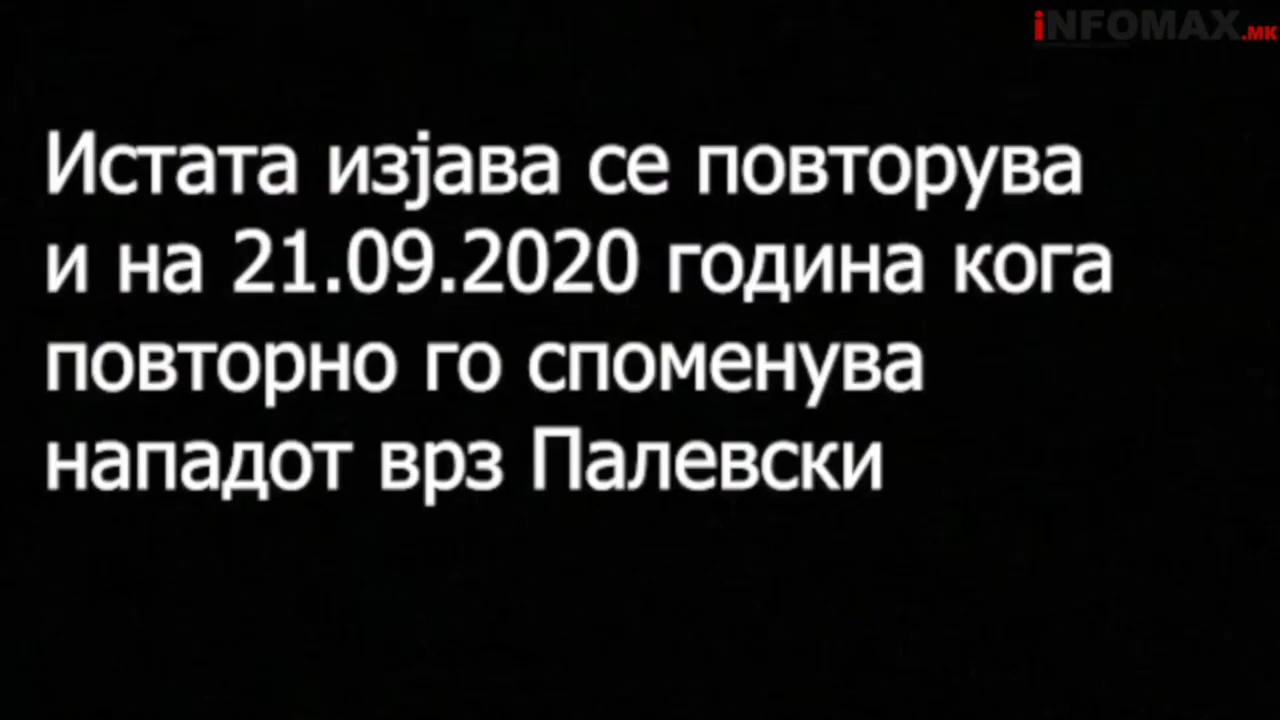 iNFOMAX.MK
Истата изјава се повторува
и на 21.09.2020 година кога
повторно го споменува
нападот врз Палевски